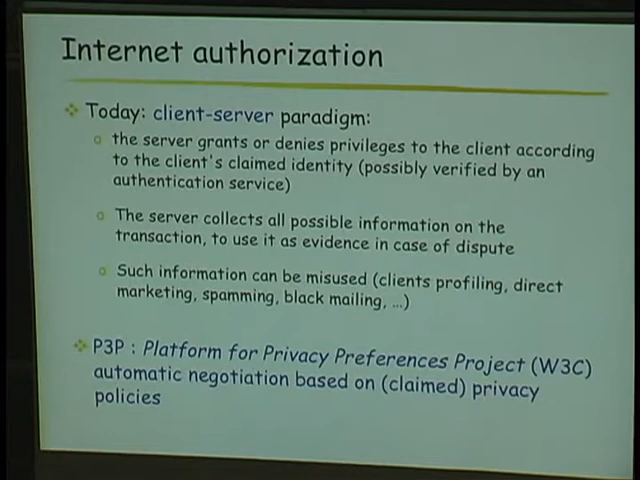 Internet authorization
Today: client-server paradigm:
the server grants or denies privileges to the client according
to the client's claimed identity (possibly verified by an
authentication service)
The server collects all possible information on the
transaction, to use it as evidence in case of dispute
Such information can be misused (clients profiling, direct
marketing, spamming, black mailing, ...)
P3P : Platform for Privacy Preferences Project (W3C)
automatic negotiation based on (claimed) privacy
policies